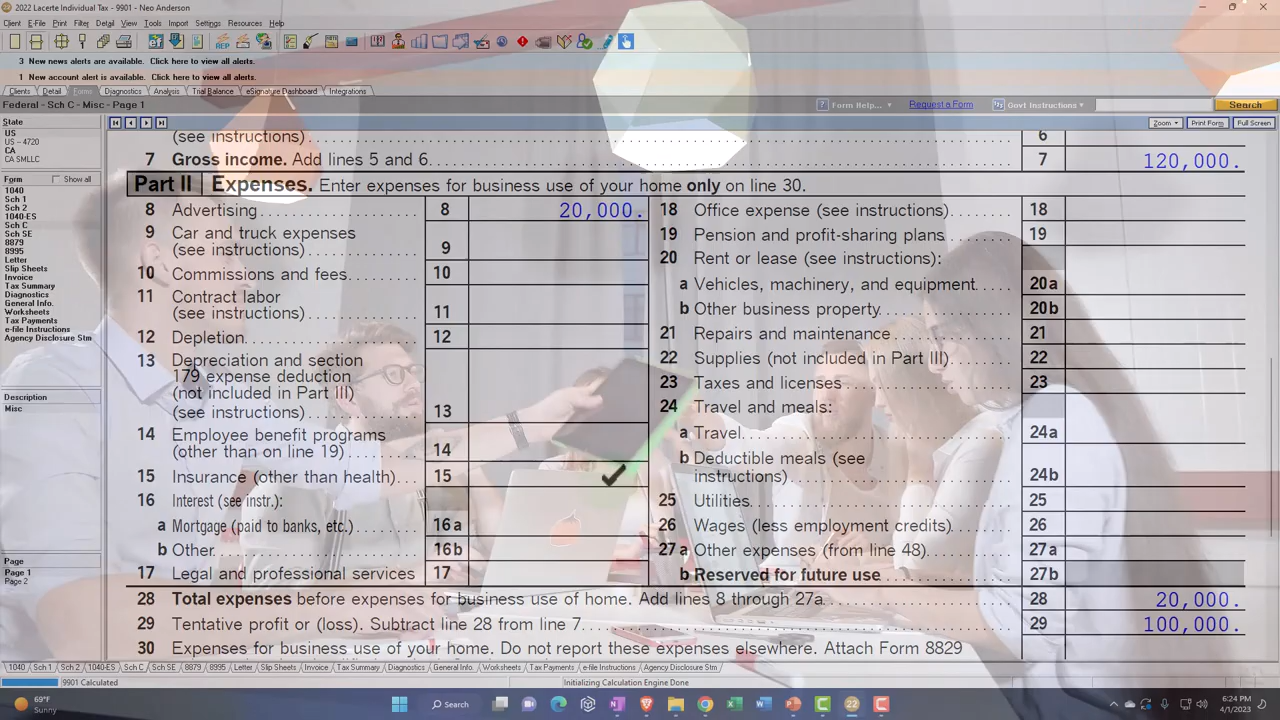 22 2022 Lacerte Individual Tax - 9901 - Neo Anderson
Client E-File Print Filter Detail View Tools Import Settings Resources Help
3 New news alerts are available. Click here to view all alerts.
1 New account alert is available. Click here to view all alerts.
Clients Detail Forms Diagnostics Analysis Trial Balance eSignature Dashboard Integrations
Federal - Sch C - Misc - Page 1 ? Form Help... Request a Form Govt Instructions Search
Zoom Print Form Full Screen
State
US
US - 4720
CA
CA SMLLC
Form Show all
1040
Sch 1
Sch 2
1040-ES
Sch C
Sch SE
8879
8995
Letter
Slip Sheets
Invoice
Tax Summary
Diagnostics
General Info.
Worksheets
Tax Payments
e-file Instructions
Agency Disclosure Stm
Description
Misc
Page
Page 1
Page 2
(see instructions) 6
7 Gross income. Add lines 5 and 6. 7 120,000.
Part II Expenses. Enter expenses for business use of your home only on line 30.
8 Advertising 8 20,000.
9 Car and truck expenses
(see instructions) 9
10 Commissions and fees 10
11 Contract labor
(see instructions) 11
12 Depletion 12
13 Depreciation and section
179 expense deduction
(not included in Part III)
(see instructions) 13
14 Employee benefit programs
(other than on line 19) 14
15 Insurance (other than health) 15
16 Interest (see instr.):
a Mortgage (paid to banks, etc.) 16a
b Other 16b
17 Legal and professional services 17
18 Office expense (see instructions) 18
19 Pension and profit-sharing plans 19
20 Rent or lease (see instructions):
a Vehicles, machinery, and equipment 20a
b Other business property 20b
21 Repairs and maintenance 21
22 Supplies (not included in Part III) 22
23 Taxes and licenses 23
24 Travel and meals:
a Travel 24a
b Deductible meals (see
instructions) 24b
25 Utilities 25
26 Wages (less employment credits) 26
27a Other expenses (from line 48) 27a
b Reserved for future use 27b
28 Total expenses before expenses for business use of home. Add lines 8 through 27a 28 20,000.
29 Tentative profit or (loss). Subtract line 28 from line 7 29 100,000.
30 Expenses for business use of your home. Do not report these expenses elsewhere. Attach Form 8829
1040 Sch 1 Sch 2 1040-ES Sch C Sch SE 8879 8995 Letter Slip Sheets Invoice Tax Summary Diagnostics General Info. Worksheets Tax Payments e-file Instructions Agency Disclosure Stm
9901 Calculated Initializing Calculation Engine Done
69°F
Sunny
Search
6:24 PM
4/1/2023